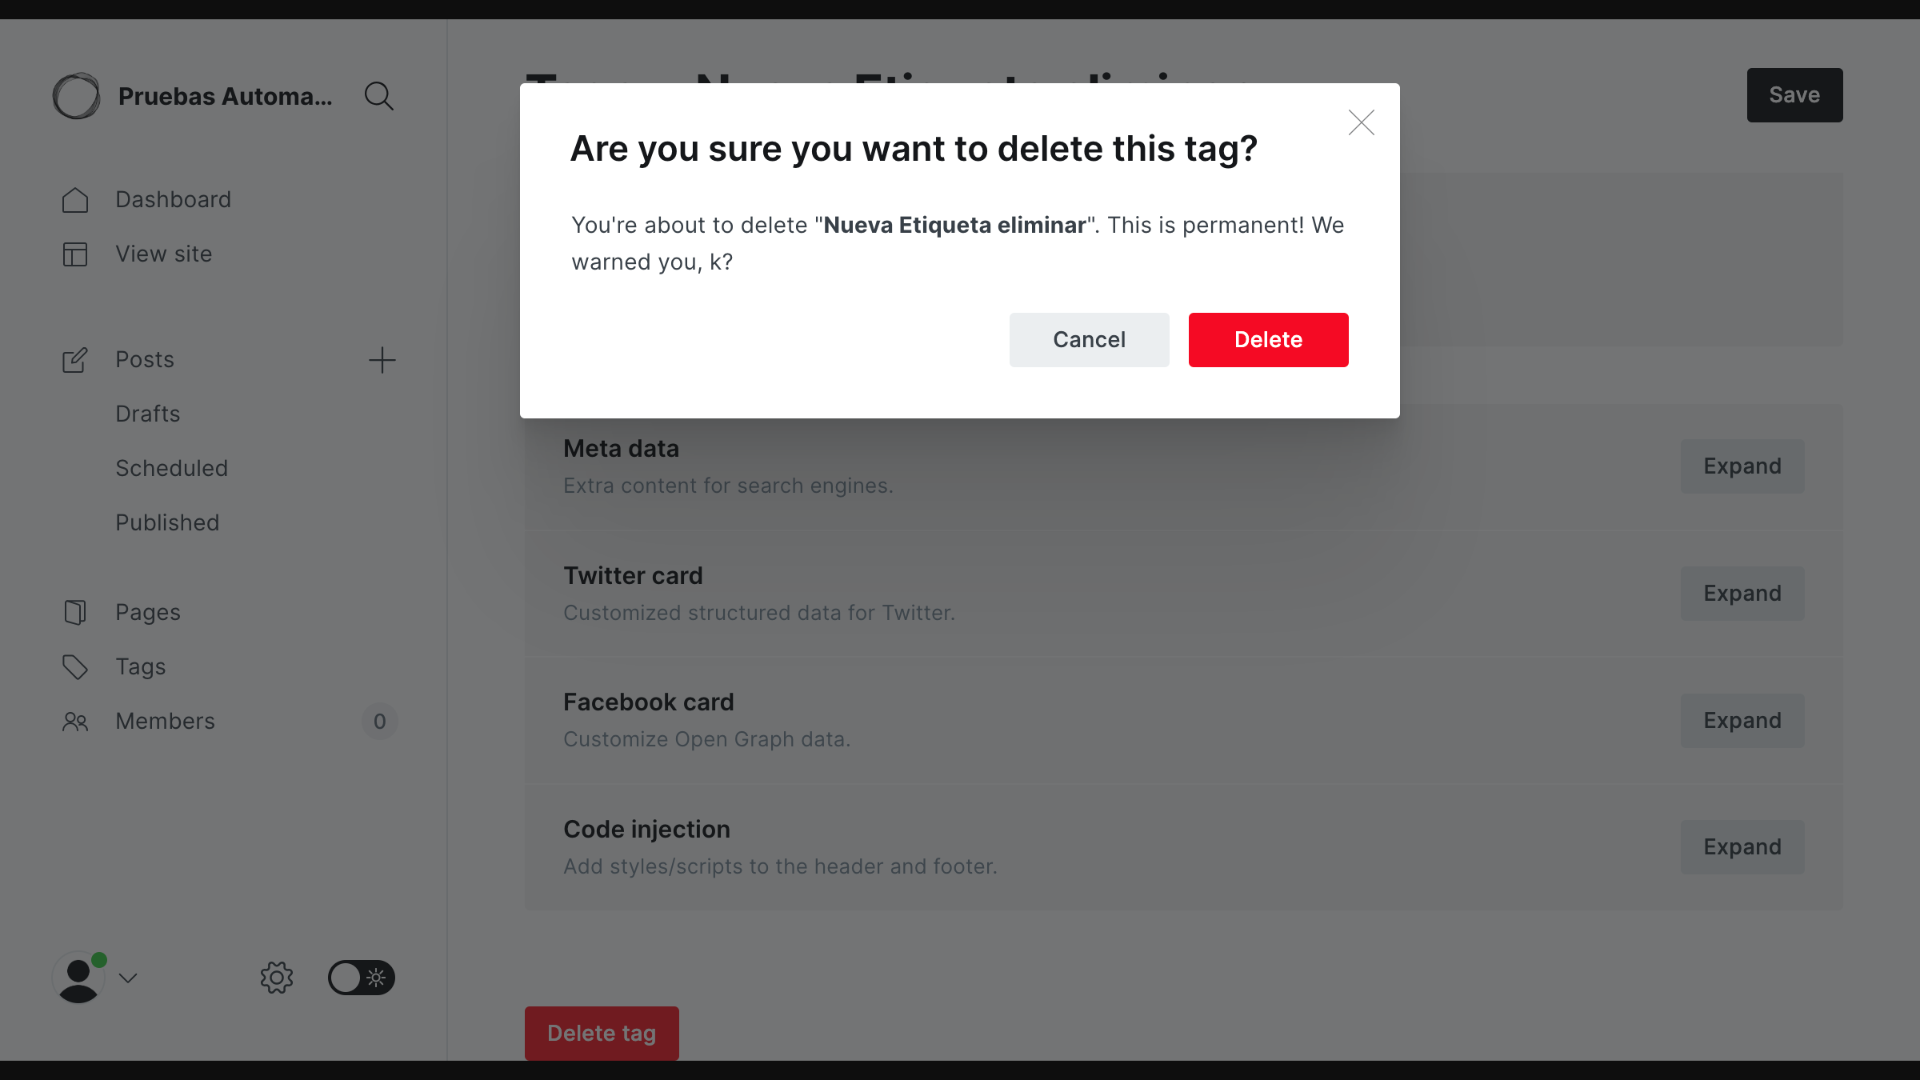 Pruebas Automa...
Dashboard
View site
Posts
Drafts
Scheduled
Published
Pages
Tags
Members
0
Save
Are you sure you want to delete this tag?
You're about to delete "Nueva Etiqueta eliminar". This is permanent! We
warned you, k?
Cancel
Delete
Meta data
Extra content for search engines.
Expand
Twitter card
Customized structured data for Twitter.
Expand
Facebook card
Customize Open Graph data.
Expand
Code injection
Add styles/scripts to the header and footer.
Expand
Delete tag